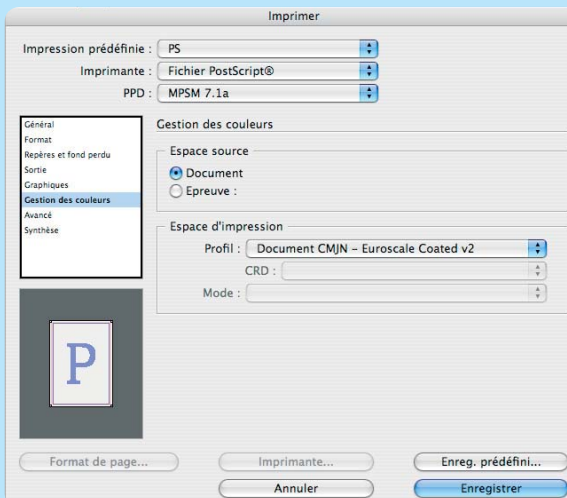 Imprimer
Impression prédéfinie : PS
Imprimante : Fichier PostScript®
PPD : MPSM 7.1a
Général
Format
Repères et fond perdu
Sortie
Graphiques
Gestion des couleurs
Avancé
Synthèse
Gestion des couleurs
Espace source
Document
Epreuve :
Espace d'impression
Profil : Document CMJN – Euroscale Coated v2
CRD :
Mode :
P
Format de page...
Imprimante...
Enreg. prédéfini...
Annuler
Enregistrer